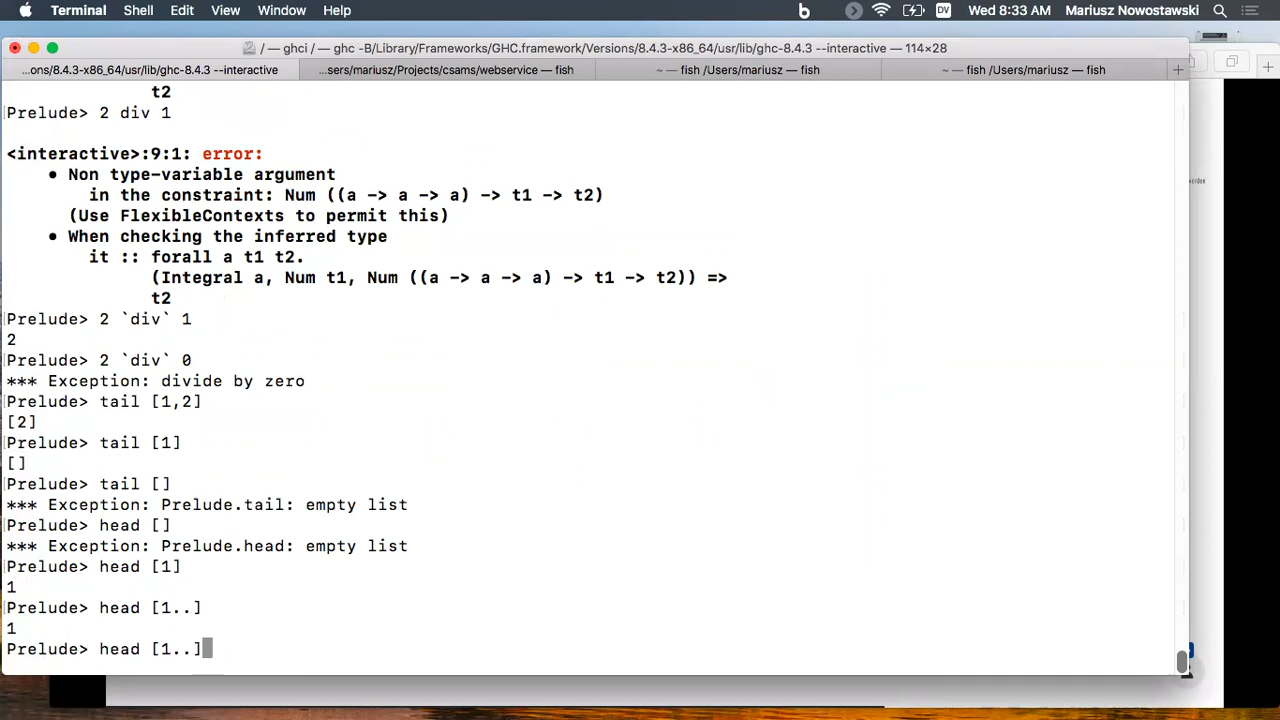 Terminal Shell Edit View Window Help DV Wed 8:33 AM Mariusz Nowostawski
/ — ghci / — ghc -B/Library/Frameworks/GHC.framework/Versions/8.4.3-x86_64/usr/lib/ghc-8.4.3 --interactive — 114×28
...ons/8.4.3-x86_64/usr/lib/ghc-8.4.3 --interactive ...sers/mariusz/Projects/csams/webservice — fish ~ — fish /Users/mariusz — fish ~ — fish /Users/mariusz — fish
t2
Prelude> 2 div 1
<interactive>:9:1: error:
• Non type-variable argument
in the constraint: Num ((a -> a -> a) -> t1 -> t2)
(Use FlexibleContexts to permit this)
• When checking the inferred type
it :: forall a t1 t2.
(Integral a, Num t1, Num ((a -> a -> a) -> t1 -> t2)) =>
t2
Prelude> 2 `div` 1
2
Prelude> 2 `div` 0
*** Exception: divide by zero
Prelude> tail [1,2]
[2]
Prelude> tail [1]
[]
Prelude> tail []
*** Exception: Prelude.tail: empty list
Prelude> head []
*** Exception: Prelude.head: empty list
Prelude> head [1]
1
Prelude> head [1..]
1
Prelude> head [1..]